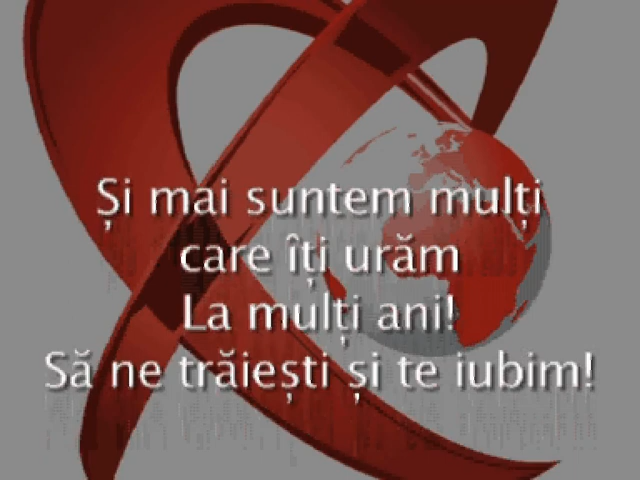 Și mai suntem mulți
care îți urăm
La mulți ani!
Să ne trăiești și te iubim!